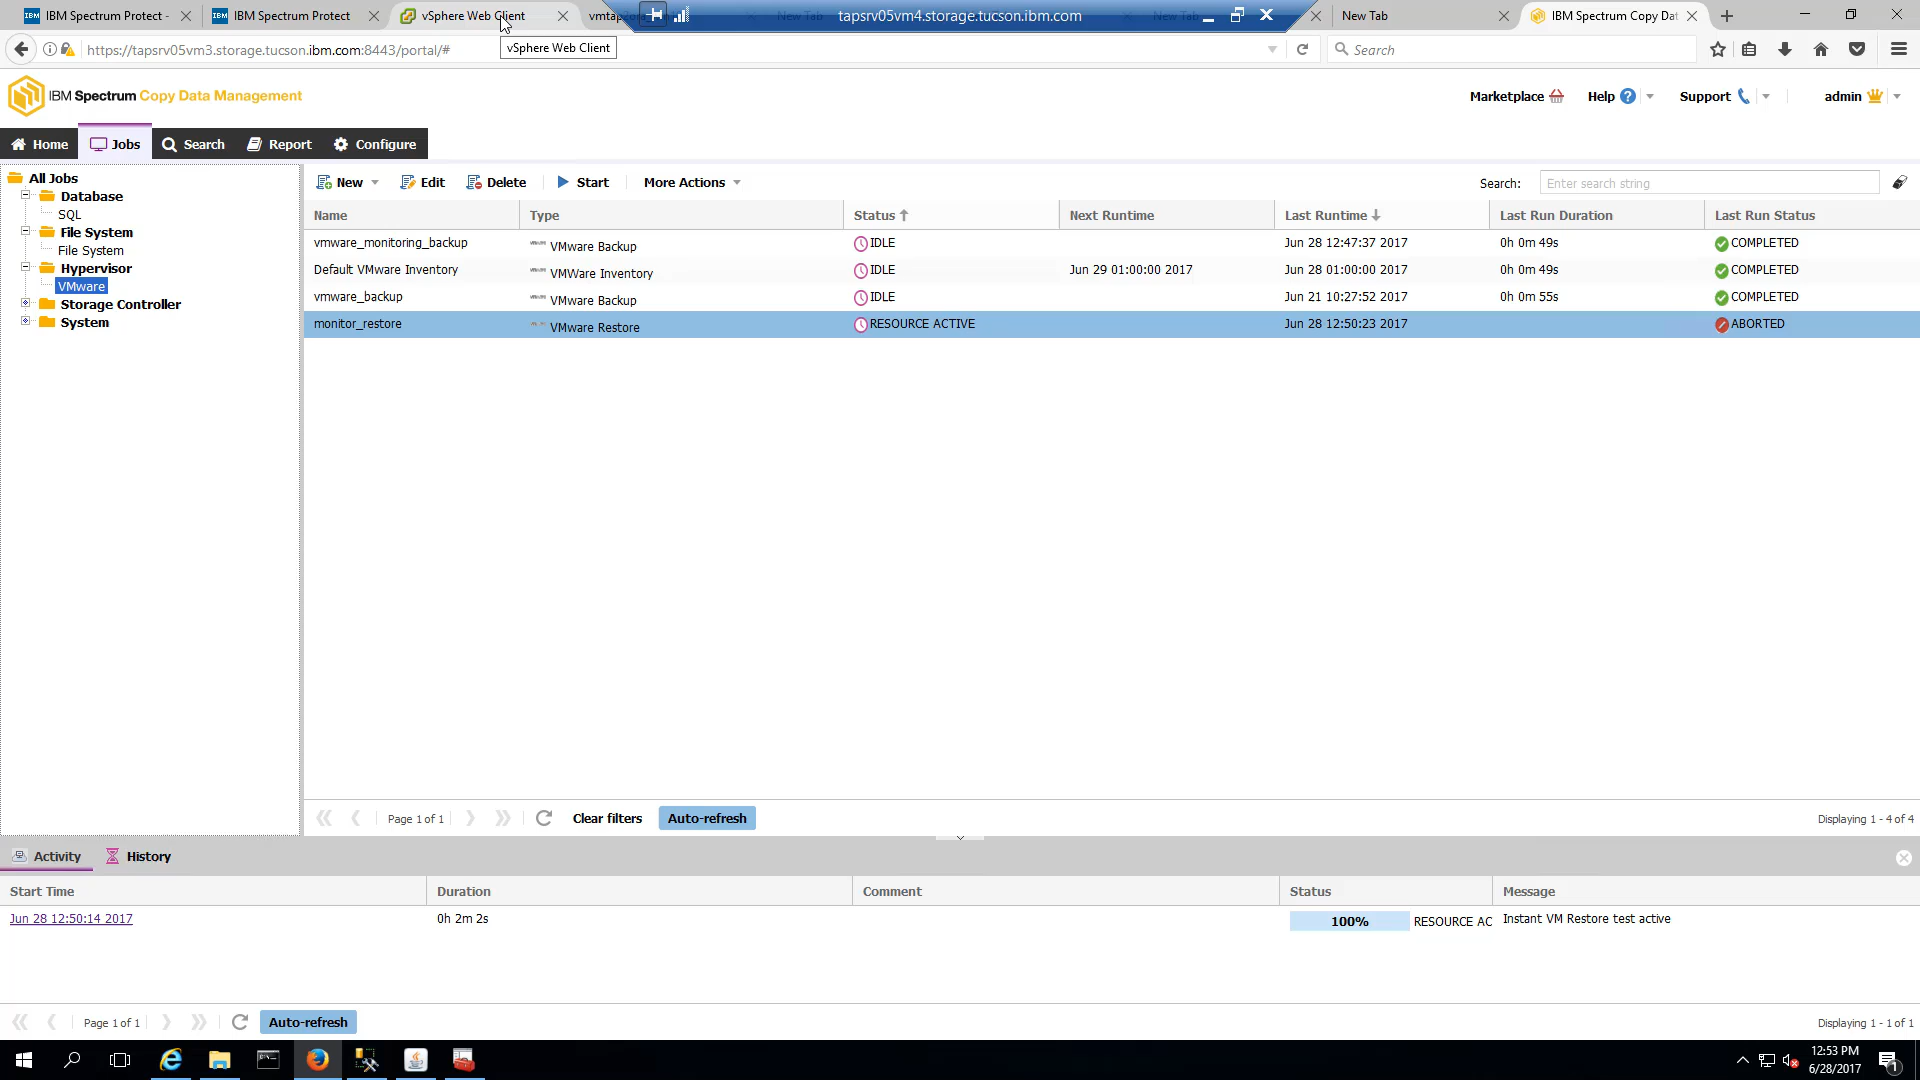 IBM Spectrum Protect -
IBM Spectrum Protect
vSphere Web Client
tapsrv05vm4.storage.tucson.ibm.com
New Tab
IBM Spectrum Copy Dat
https://tapsrv05vm3.storage.tucson.ibm.com:8443/portal/#
vSphere Web Client
Search
IBM Spectrum Copy Data Management
Marketplace
Help
Support
admin
Home
Jobs
Search
Report
Configure
All Jobs
Database
SQL
File System
File System
Hypervisor
VMware
Storage Controller
System
New
Edit
Delete
Start
More Actions
Search:
Enter search string
Name Type Status Next Runtime Last Runtime Last Run Duration Last Run Status
vmware_monitoring_backup VMware Backup IDLE Jun 28 12:47:37 2017 0h 0m 49s COMPLETED
Default VMware Inventory VMWare Inventory IDLE Jun 29 01:00:00 2017 Jun 28 01:00:00 2017 0h 0m 49s COMPLETED
vmware_backup VMware Backup IDLE Jun 21 10:27:52 2017 0h 0m 55s COMPLETED
monitor_restore VMware Restore RESOURCE ACTIVE Jun 28 12:50:23 2017 ABORTED
Page 1 of 1
Clear filters
Auto-refresh
Displaying 1 - 4 of 4
Activity
History
Start Time Duration Comment Status Message
Jun 28 12:50:14 2017 0h 2m 2s 100% RESOURCE AC Instant VM Restore test active
Page 1 of 1
Auto-refresh
Displaying 1 - 1 of 1
12:53 PM
6/28/2017
1